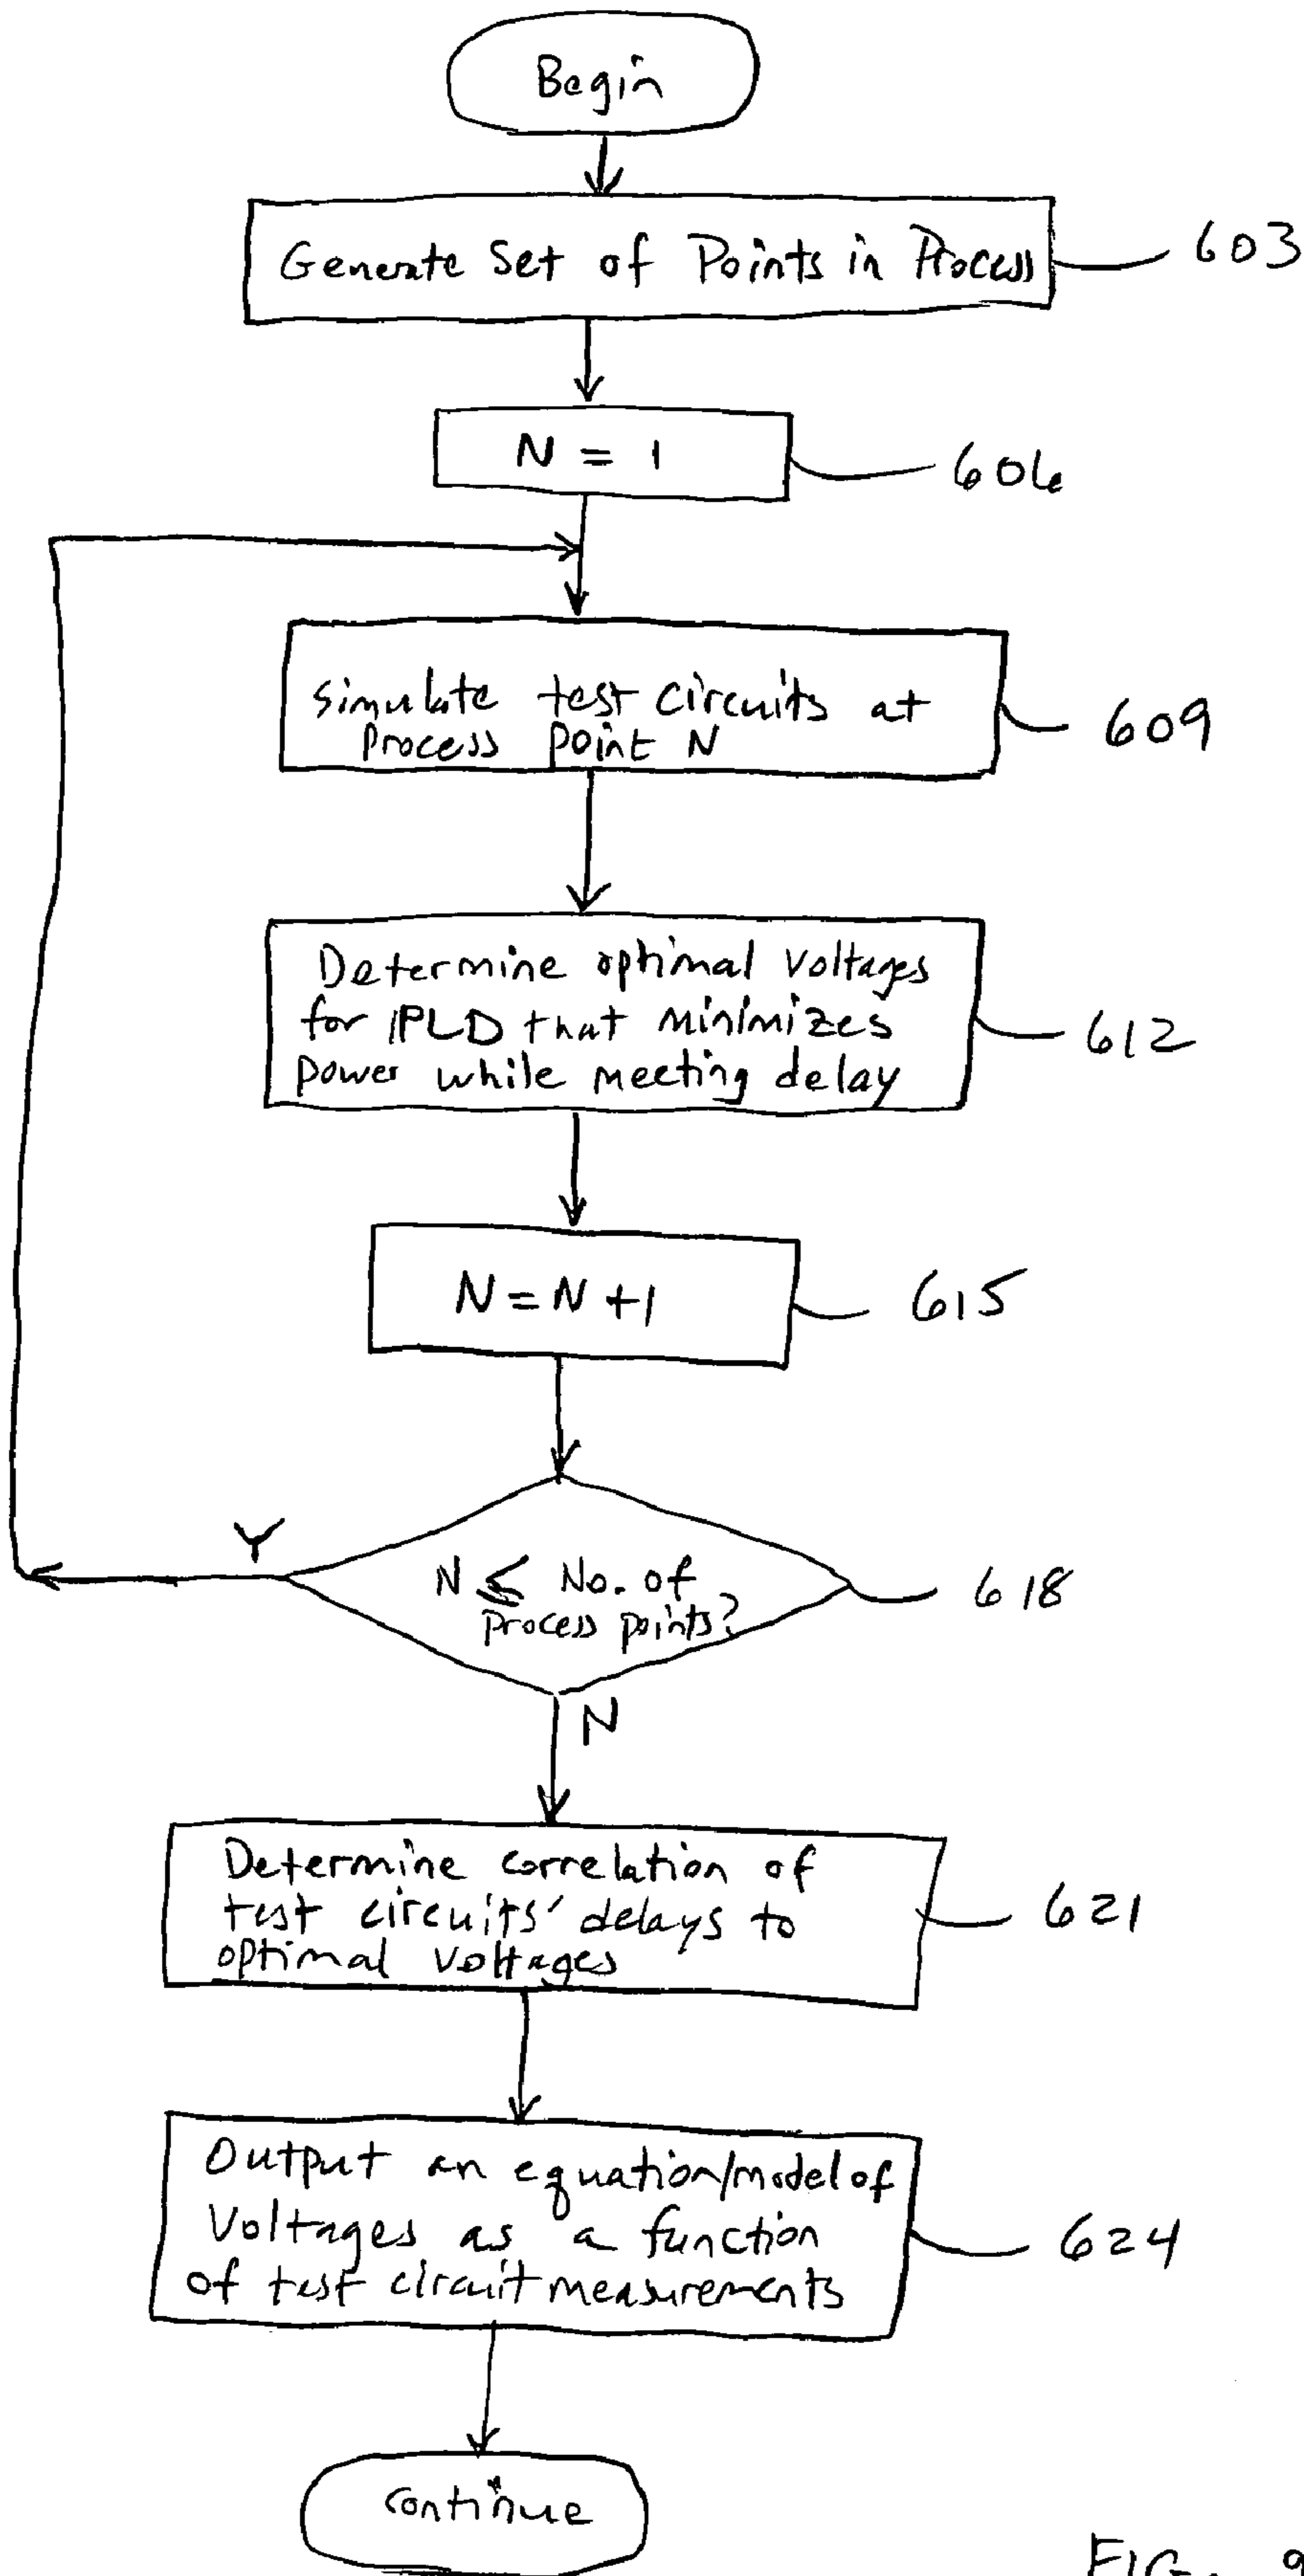 Begin
Generate Set of Points in Process
603
N = 1
606
Simulate test circuits at
process point N
609
Determine optimal voltages
for PLD that minimizes
power while meeting delay
612
N = N + 1
615
Y
N ≤ No. of
process points?
618
N
Determine correlation of
test circuits' delays to
optimal voltages
621
Output an equation/model of
voltages as a function
of test circuit measurements
624
Continue
FIG. 9